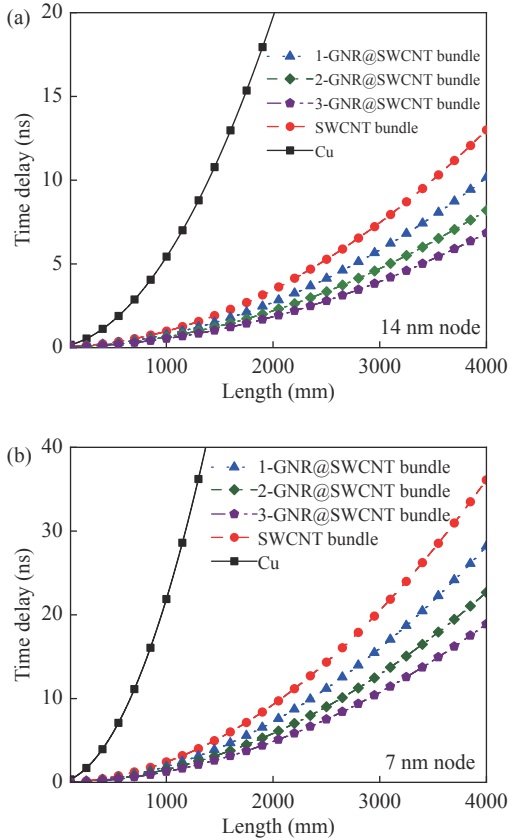 (a)
20
15
10
5
0
Time delay (ns)
1-GNR@SWCNT bundle
2-GNR@SWCNT bundle
3-GNR@SWCNT bundle
SWCNT bundle
Cu
14 nm node
1000 2000 3000 4000
Length (mm)
(b)
40
30
20
10
0
Time delay (ns)
1-GNR@SWCNT bundle
2-GNR@SWCNT bundle
3-GNR@SWCNT bundle
SWCNT bundle
Cu
7 nm node
1000 2000 3000 4000
Length (mm)